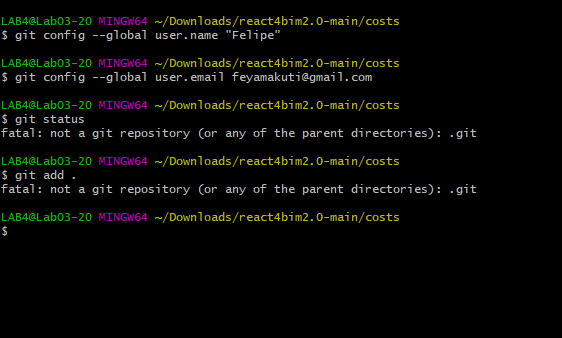 LAB4@Lab03-20 MINGW64 ~/Downloads/react4bim2.0-main/costs
$ git config --global user.name "Felipe"
LAB4@Lab03-20 MINGW64 ~/Downloads/react4bim2.0-main/costs
$ git config --global user.email feyamakuti@gmail.com
LAB4@Lab03-20 MINGW64 ~/Downloads/react4bim2.0-main/costs
$ git status
fatal: not a git repository (or any of the parent directories): .git
LAB4@Lab03-20 MINGW64 ~/Downloads/react4bim2.0-main/costs
$ git add .
fatal: not a git repository (or any of the parent directories): .git
LAB4@Lab03-20 MINGW64 ~/Downloads/react4bim2.0-main/costs
$